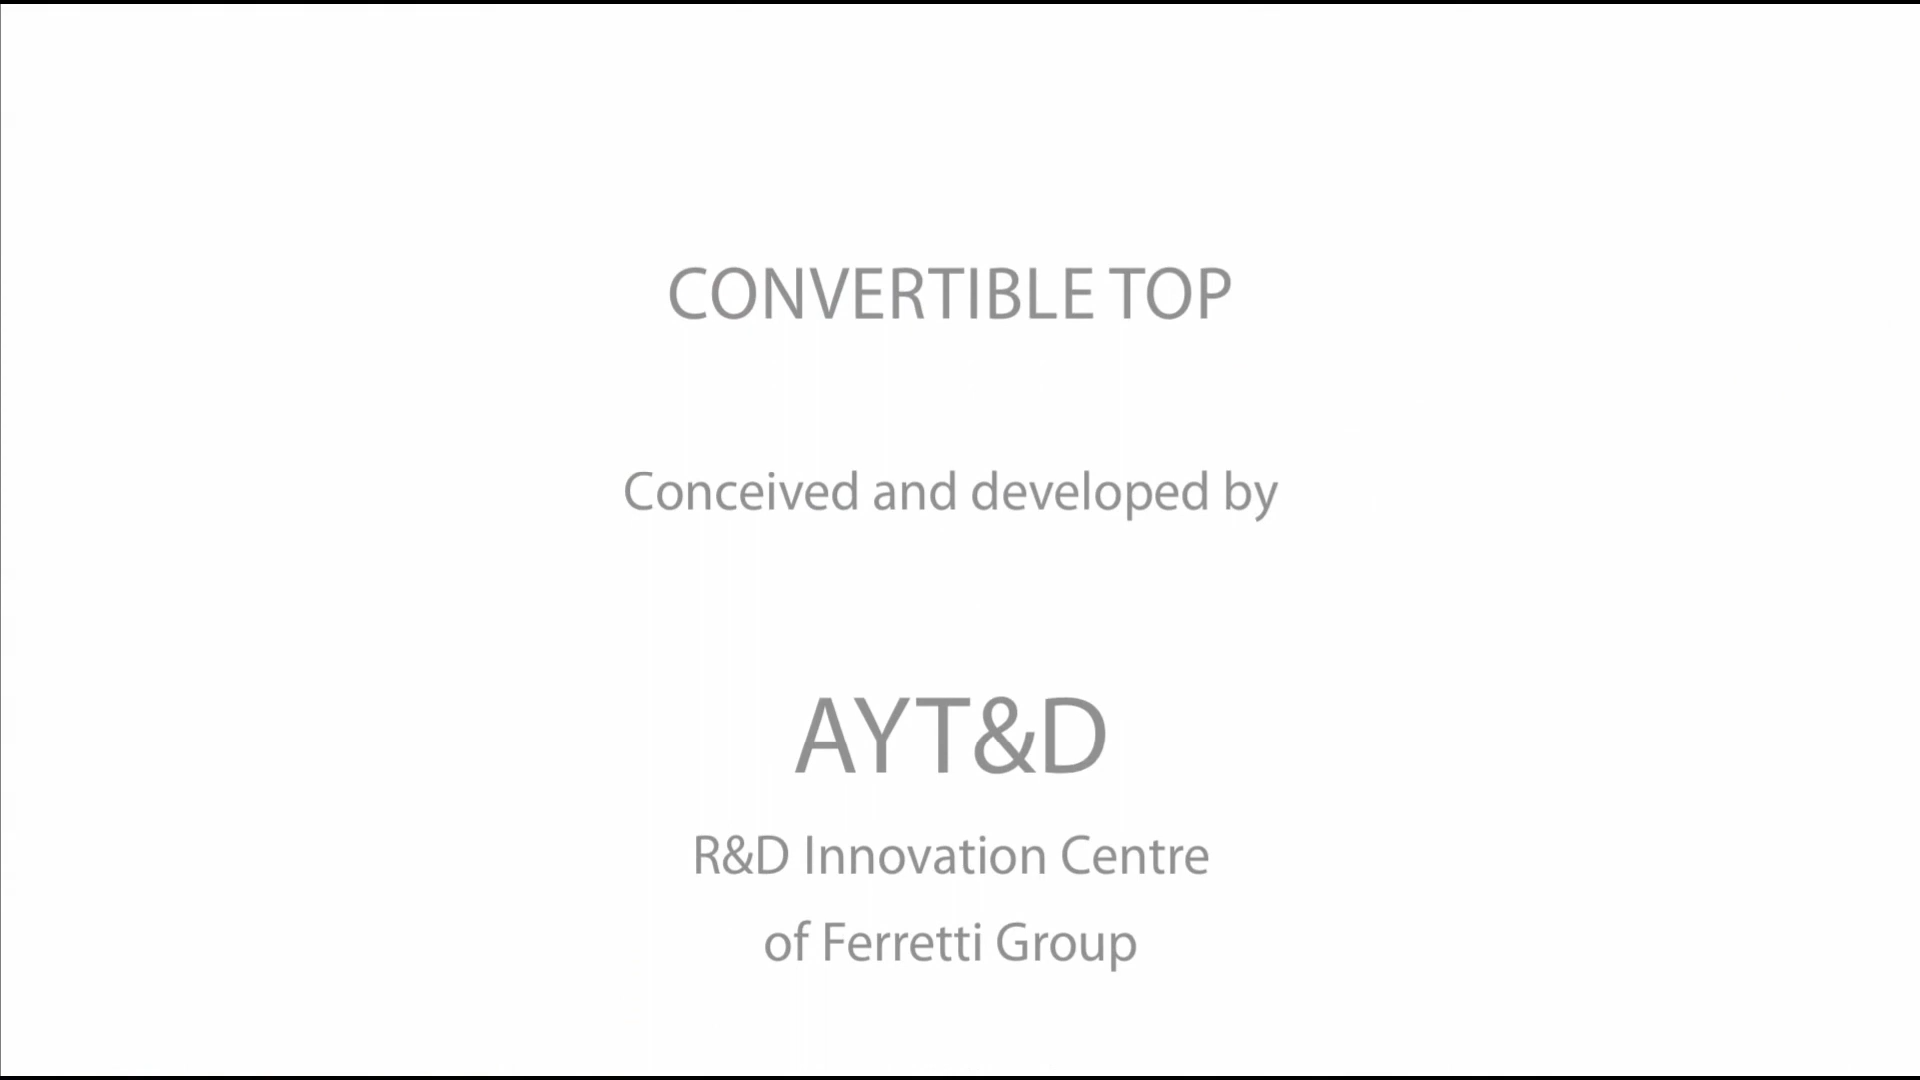 CONVERTIBLE TOP
Conceived and developed by
AYT&D
R&D Innovation Centre
of Ferretti Group